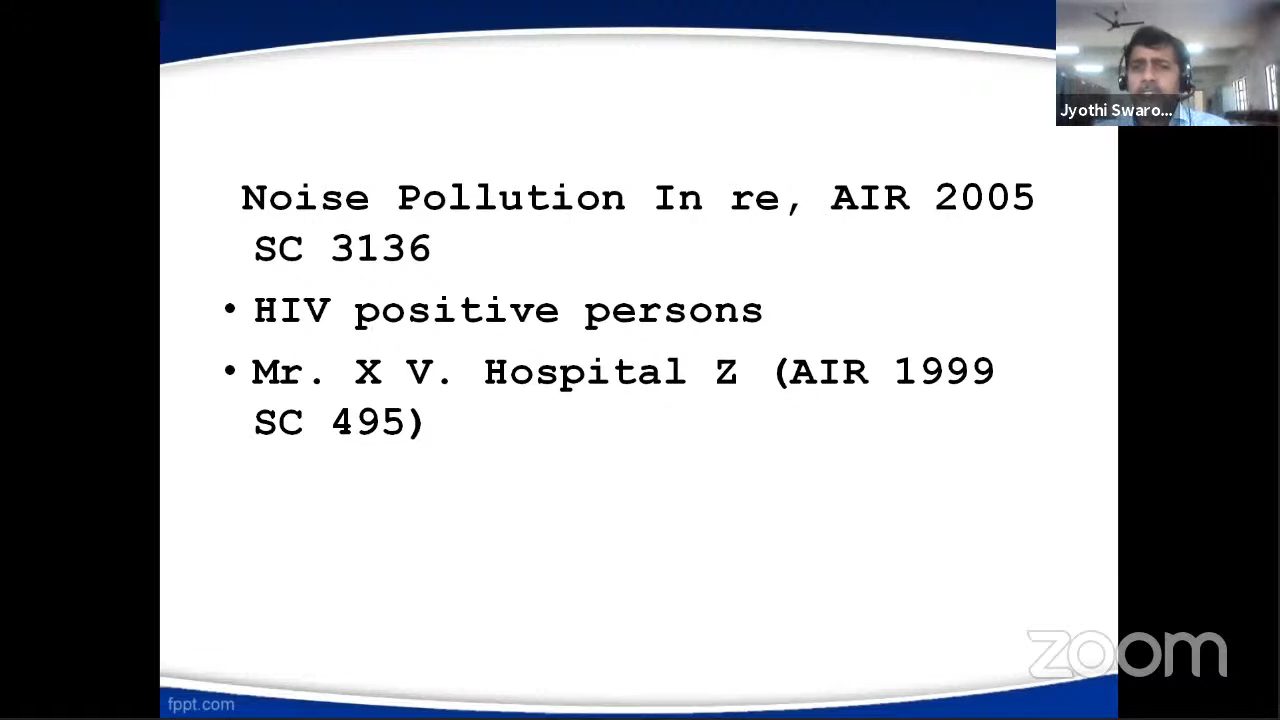 Jyothi Swaro...
Noise Pollution In re, AIR 2005
SC 3136
• HIV positive persons
• Mr. X V. Hospital Z (AIR 1999
SC 495)
zoom
fppt.com